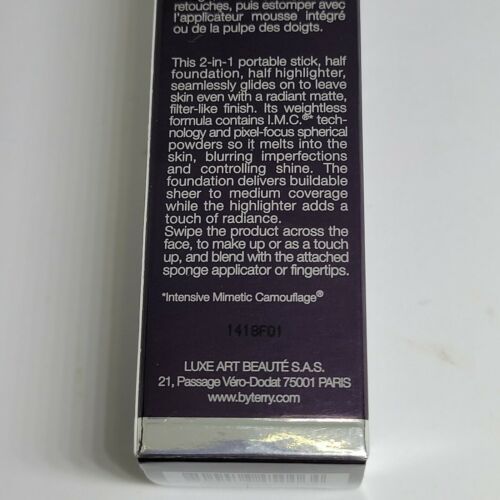 retouches, puis estomper avec
l'applicateur mousse intégré
ou de la pulpe des doigts.
This 2-in-1 portable stick, half
foundation, half highlighter,
seamlessly glides on to leave
skin even with a radiant matte,
filter-like finish. Its weightless
formula contains I.M.C.®* tech-
nology and pixel-focus spherical
powders so it melts into the
skin, blurring imperfections
and controlling shine. The
foundation delivers buildable
sheer to medium coverage
while the highlighter adds a
touch of radiance.
Swipe the product across the
face, to make up or as a touch
up, and blend with the attached
sponge applicator or fingertips.
*Intensive Mimetic Camouflage®
1418F01
LUXE ART BEAUTÉ S.A.S.
21, Passage Véro-Dodat 75001 PARIS
www.byterry.com